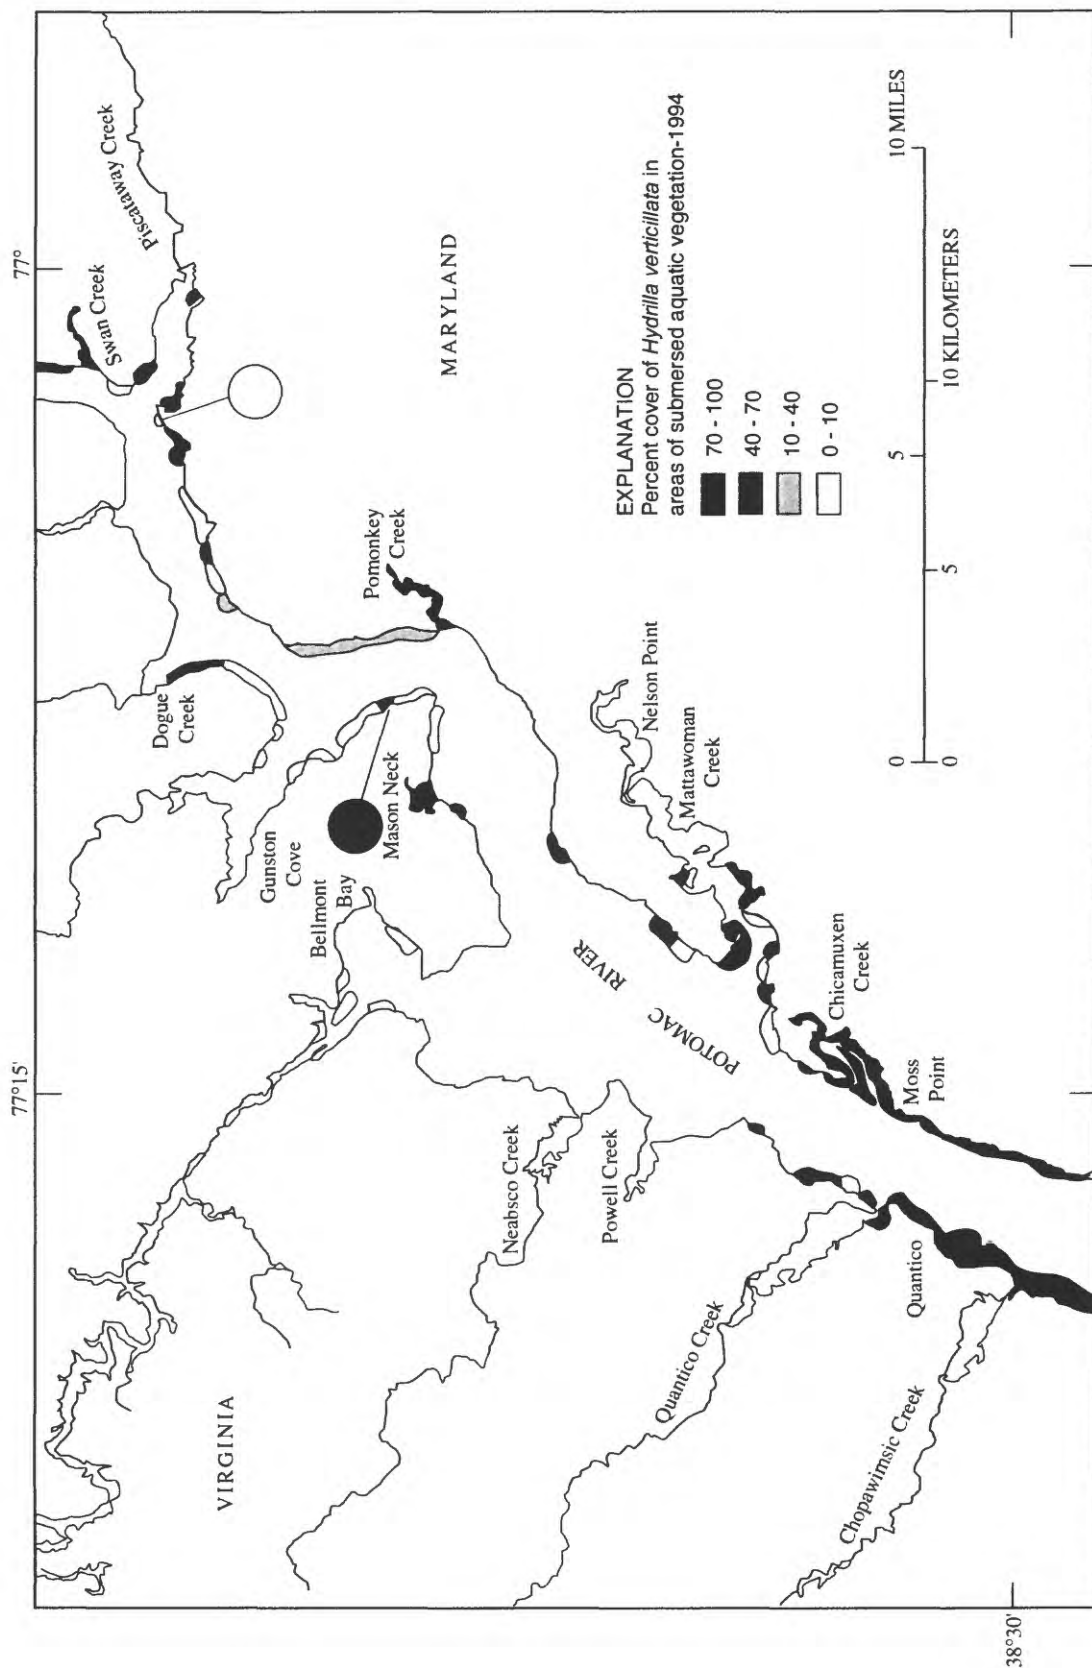 77°15'
77°
Piscataway Creek
Swan Creek
Dogue
Creek
Gunston
Cove
Bellmont
Bay
Mason Neck
Pomonkey
Creek
MARYLAND
VIRGINIA
Neabsco Creek
Powell Creek
POTOMAC
RIVER
Nelson Point
Mattawoman
Creek
Chicamuxen
Creek
Moss
Point
Quantico Creek
Quantico
Chopawimsic Creek
38°30'
EXPLANATION
Percent cover of Hydrilla verticillata in
areas of submersed aquatic vegetation-1994
70 - 100
40 - 70
10 - 40
0 - 10
0 5 10 MILES
0 5 10 KILOMETERS